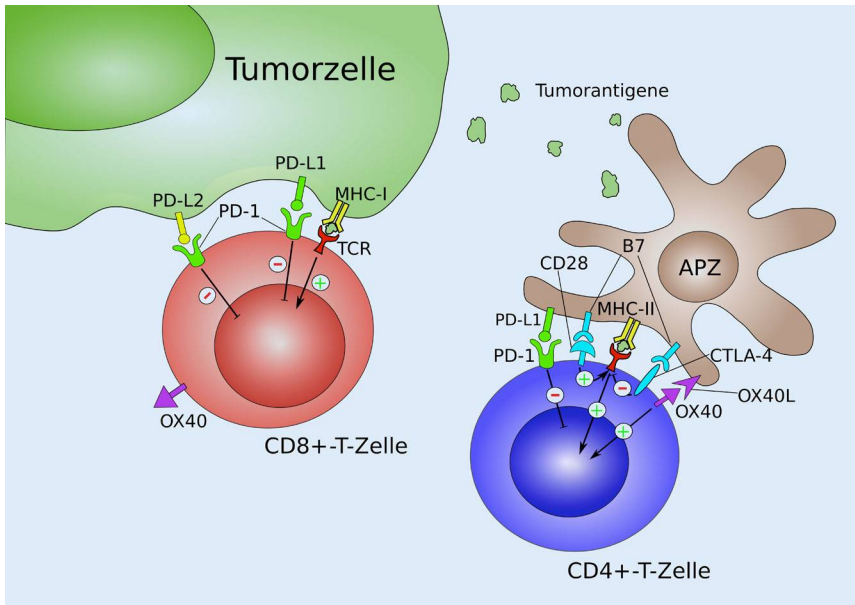 Tumorzelle
Tumorantigene
PD-L1
PD-L2
PD-1
MHC-I
TCR
OX40
CD8+-T-Zelle
B7
CD28
APZ
MHC-II
PD-L1
PD-1
CTLA-4
OX40L
OX40
CD4+-T-Zelle